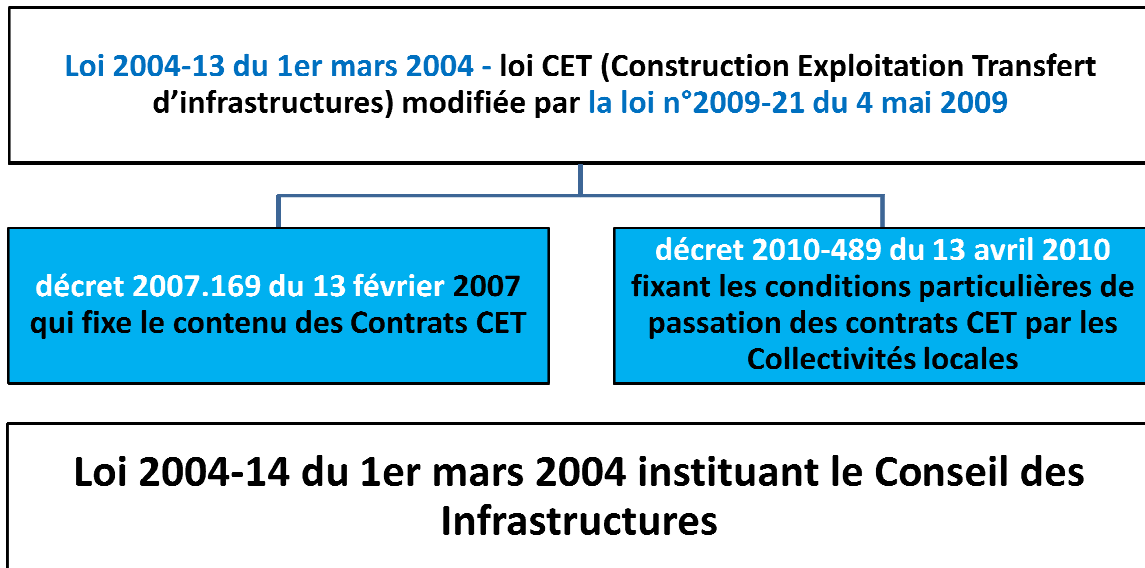 Loi 2004-13 du 1er mars 2004 - loi CET (Construction Exploitation Transfert
d’infrastructures) modifiée par la loi n°2009-21 du 4 mai 2009
décret 2007.169 du 13 février 2007
qui fixe le contenu des Contrats CET
décret 2010-489 du 13 avril 2010
fixant les conditions particulières de
passation des contrats CET par les
Collectivités locales
Loi 2004-14 du 1er mars 2004 instituant le Conseil des
Infrastructures